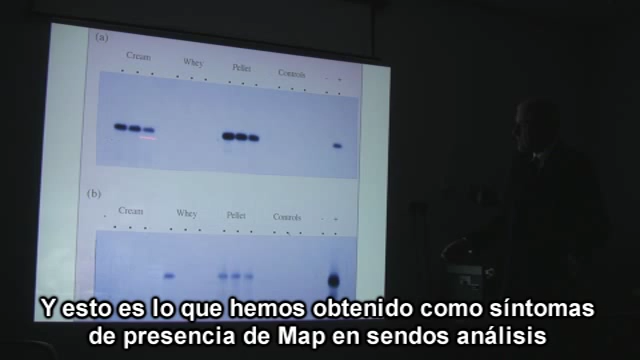 (a)
Cream Whey Pellet Controls - +
(b)
Cream Whey Pellet Controls - +
Y esto es lo que hemos obtenido como síntomas
de presencia de Map en sendos análisis